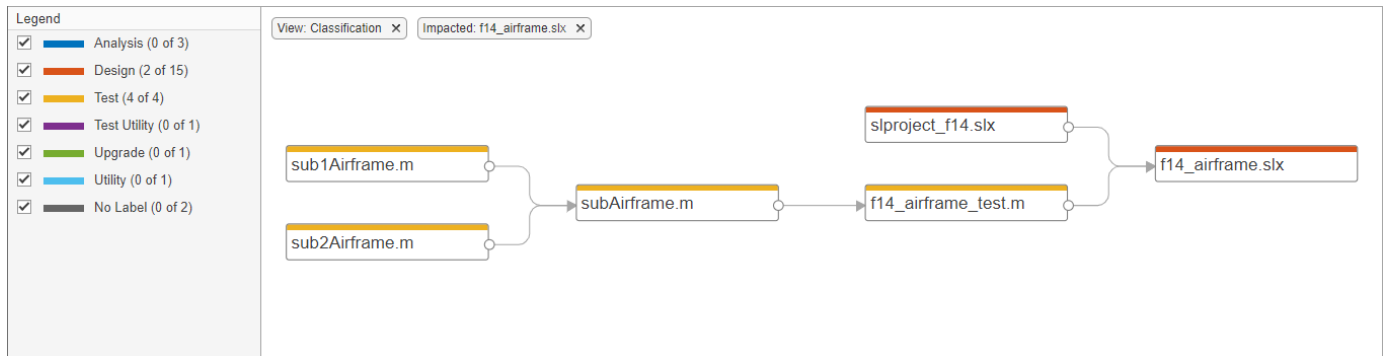 Legend
Analysis (0 of 3)
Design (2 of 15)
Test (4 of 4)
Test Utility (0 of 1)
Upgrade (0 of 1)
Utility (0 of 1)
No Label (0 of 2)
View: Classification ✕
Impacted: f14_airframe.slx ✕
slproject_f14.slx
sub1Airframe.m
f14_airframe.slx
subAirframe.m
f14_airframe_test.m
sub2Airframe.m